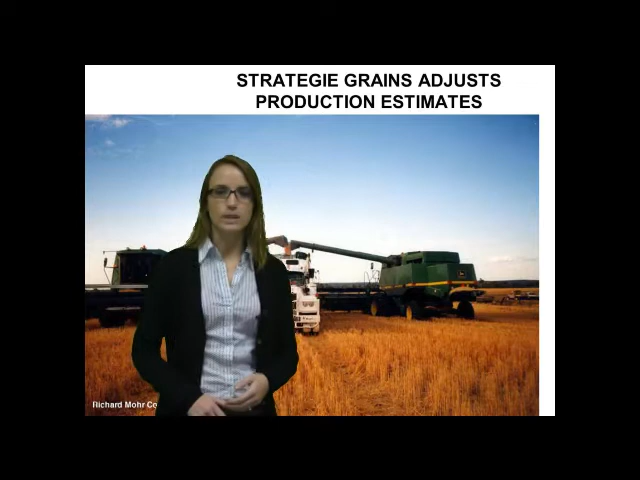 STRATEGIE GRAINS ADJUSTS
PRODUCTION ESTIMATES
Richard Mohr Co